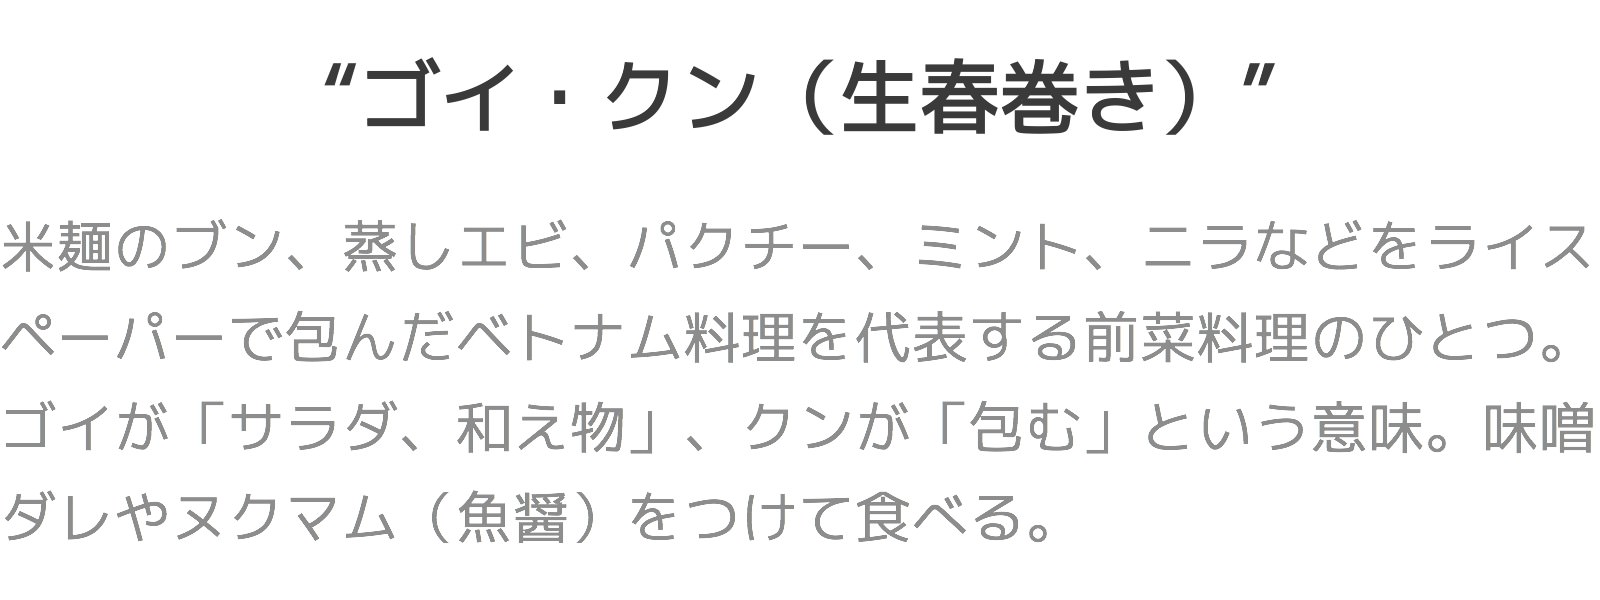 “ゴイ・クン（生春巻き）”
米麺のブン、蒸しエビ、パクチー、ミント、ニラなどをライス
ペーパーで包んだベトナム料理を代表する前菜料理のひとつ。
ゴイが「サラダ、和え物」、クンが「包む」という意味。味噌
ダレやヌクマム（魚醤）をつけて食べる。